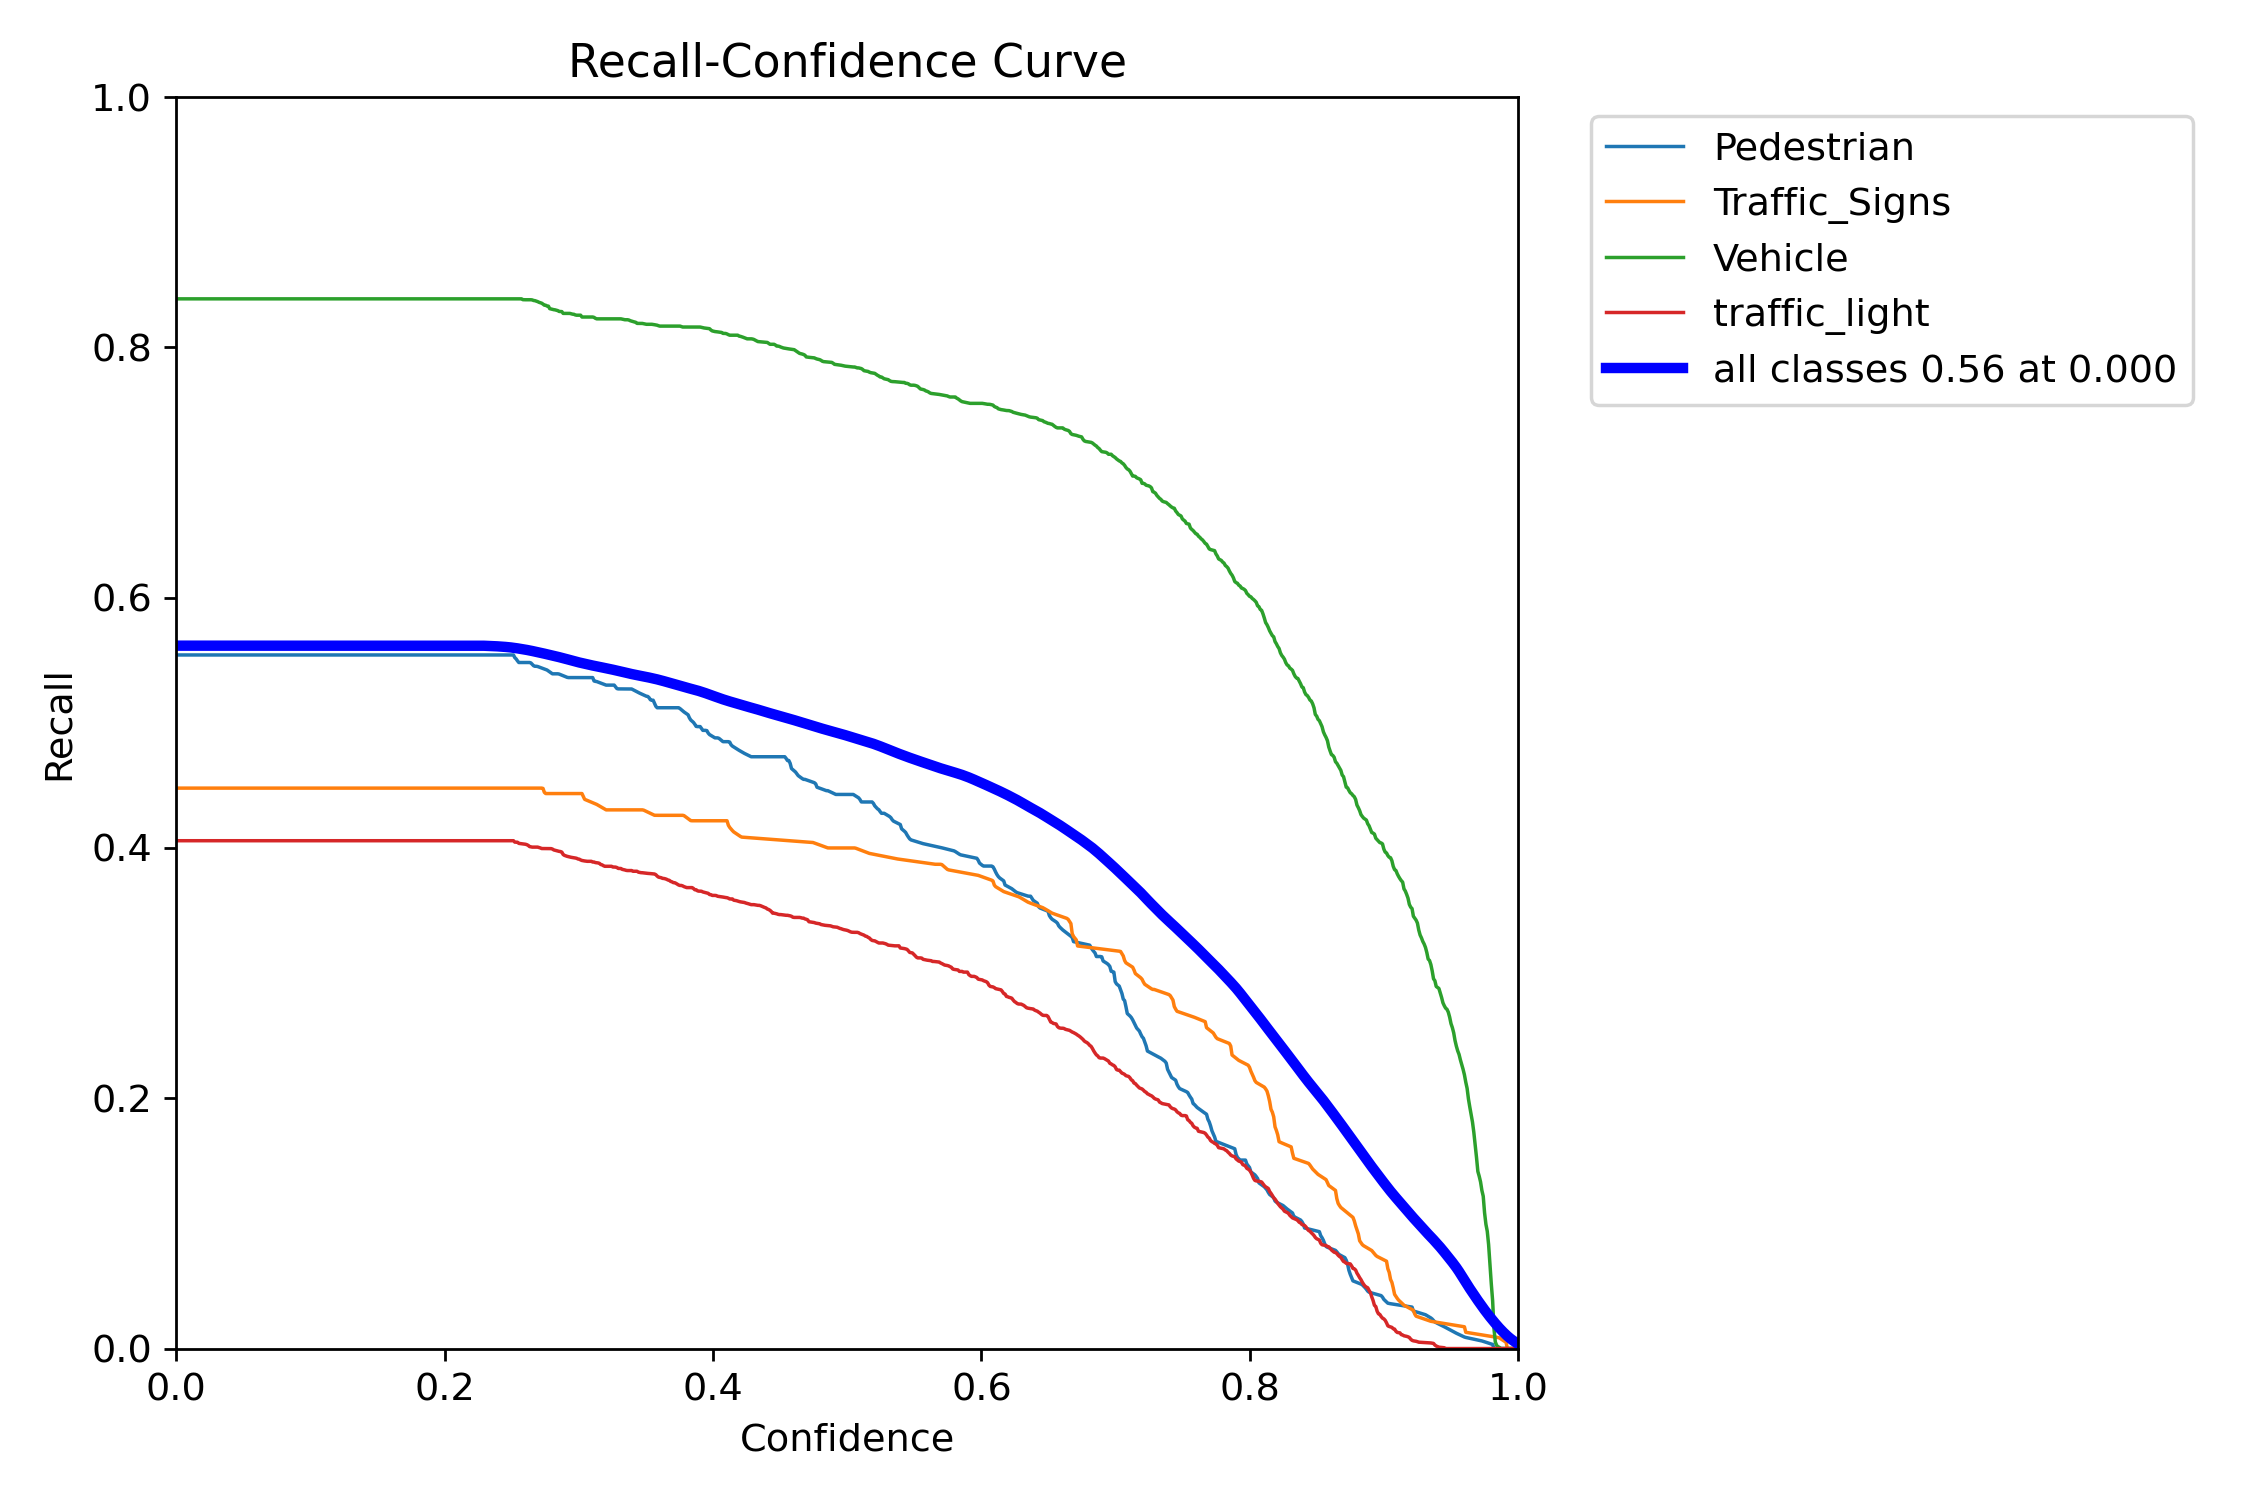 Recall-Confidence Curve
1.0
0.8
0.6
0.4
0.2
0.0
Recall
0.0 0.2 0.4 0.6 0.8 1.0
Confidence
Pedestrian
Traffic_Signs
Vehicle
traffic_light
all classes 0.56 at 0.000